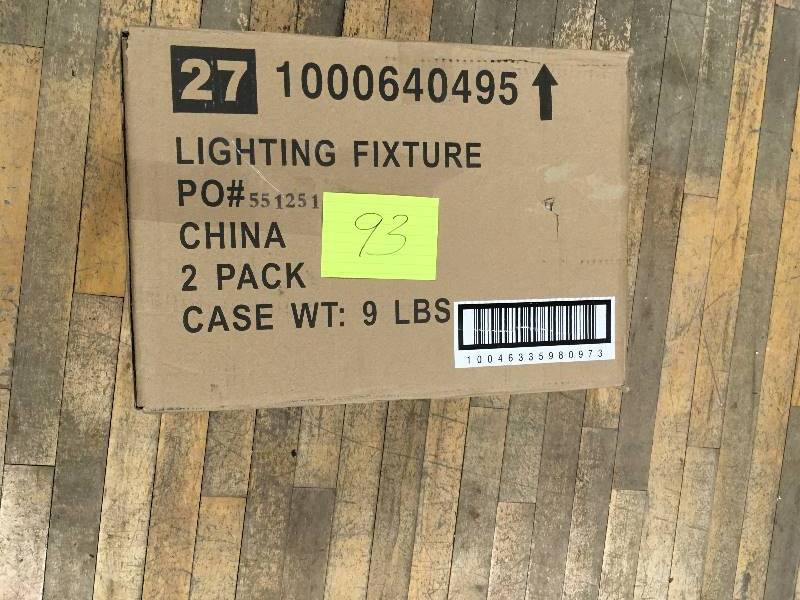 27 1000640495
LIGHTING FIXTURE
PO# 551251
93
CHINA
2 PACK
CASE WT: 9 LBS
10046335980973